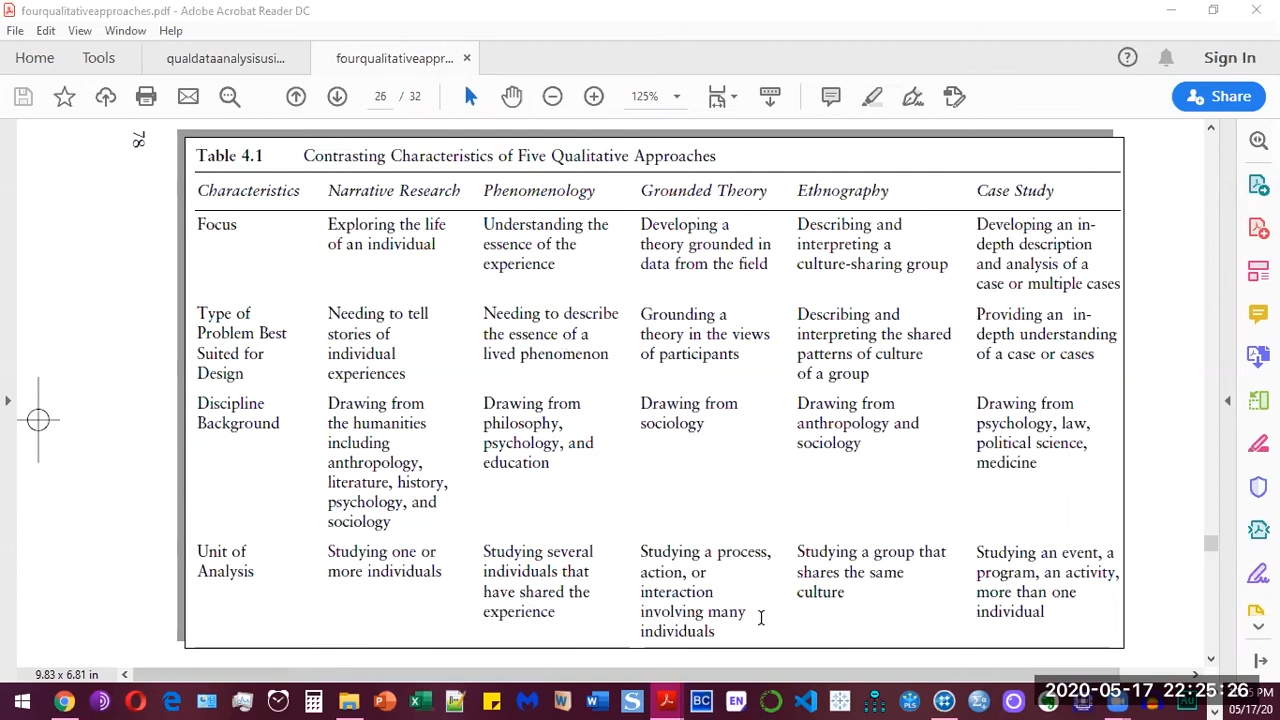 fourqualitativeapproaches.pdf - Adobe Acrobat Reader DC
File Edit View Window Help
Home Tools qualdataanalysisusi... fourqualitativeappr... × Sign In
26 / 32 125% Share
78
Table 4.1 Contrasting Characteristics of Five Qualitative Approaches
Characteristics Narrative Research Phenomenology Grounded Theory Ethnography Case Study
Focus Exploring the life Understanding the Developing a Describing and Developing an in-
of an individual essence of the theory grounded in interpreting a depth description
experience data from the field culture-sharing group and analysis of a
case or multiple cases
Type of Needing to tell Needing to describe Grounding a Describing and Providing an in-
Problem Best stories of the essence of a theory in the views interpreting the shared depth understanding
Suited for individual lived phenomenon of participants patterns of culture of a case or cases
Design experiences of a group
Discipline Drawing from Drawing from Drawing from Drawing from Drawing from
Background the humanities philosophy, sociology anthropology and psychology, law,
including psychology, and sociology political science,
anthropology, education medicine
literature, history,
psychology, and
sociology
Unit of Studying one or Studying several Studying a process, Studying a group that Studying an event, a
Analysis more individuals individuals that action, or shares the same program, an activity,
have shared the interaction culture more than one
experience involving many individual
individuals
9.83 x 6.81 in
2020-05-17 22:25:26
05/17/20